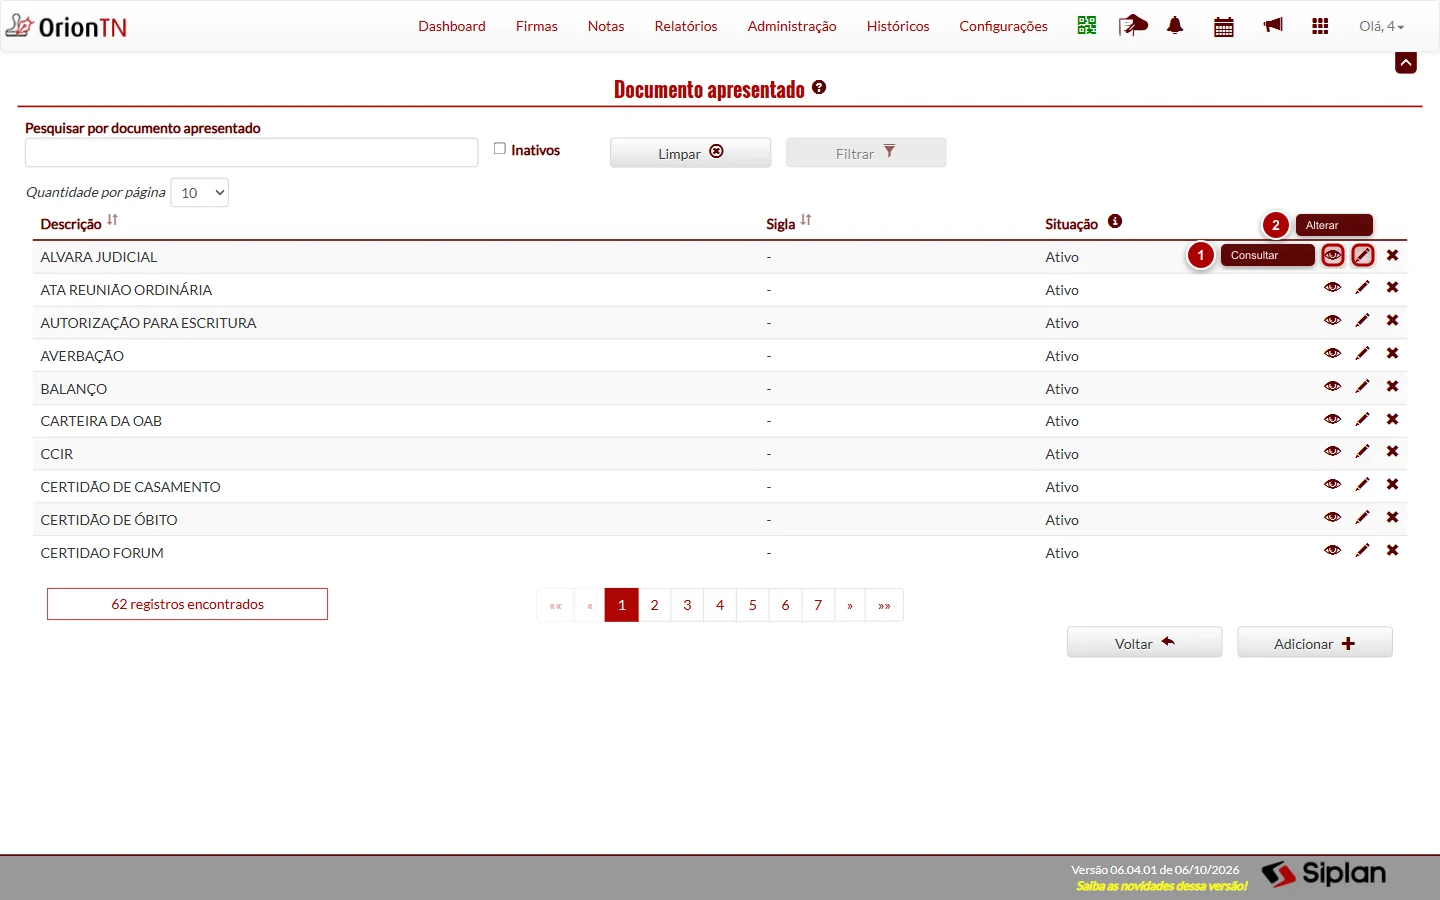 OrionTN
Dashboard Firmas Notas Relatórios Administração Históricos Configurações Olá, 4
Documento apresentado
Pesquisar por documento apresentado
Inativos
Limpar
Filtrar
Quantidade por página 10
Descrição Sigla Situação
2 Alterar
1 Consultar
ALVARA JUDICIAL - Ativo
ATA REUNIÃO ORDINÁRIA - Ativo
AUTORIZAÇÃO PARA ESCRITURA - Ativo
AVERBAÇÃO - Ativo
BALANÇO - Ativo
CARTEIRA DA OAB - Ativo
CCIR - Ativo
CERTIDÃO DE CASAMENTO - Ativo
CERTIDÃO DE ÓBITO - Ativo
CERTIDAO FORUM - Ativo
62 registros encontrados
«« « 1 2 3 4 5 6 7 » »»
Voltar
Adicionar
Versão 06.04.01 de 06/10/2026
Saiba as novidades dessa versão!
Siplan